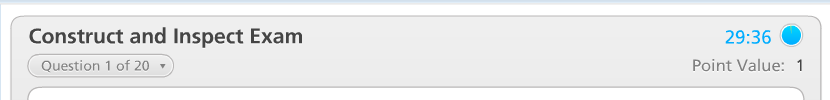 Construct and Inspect Exam
29:36
Question 1 of 20
Point Value: 1